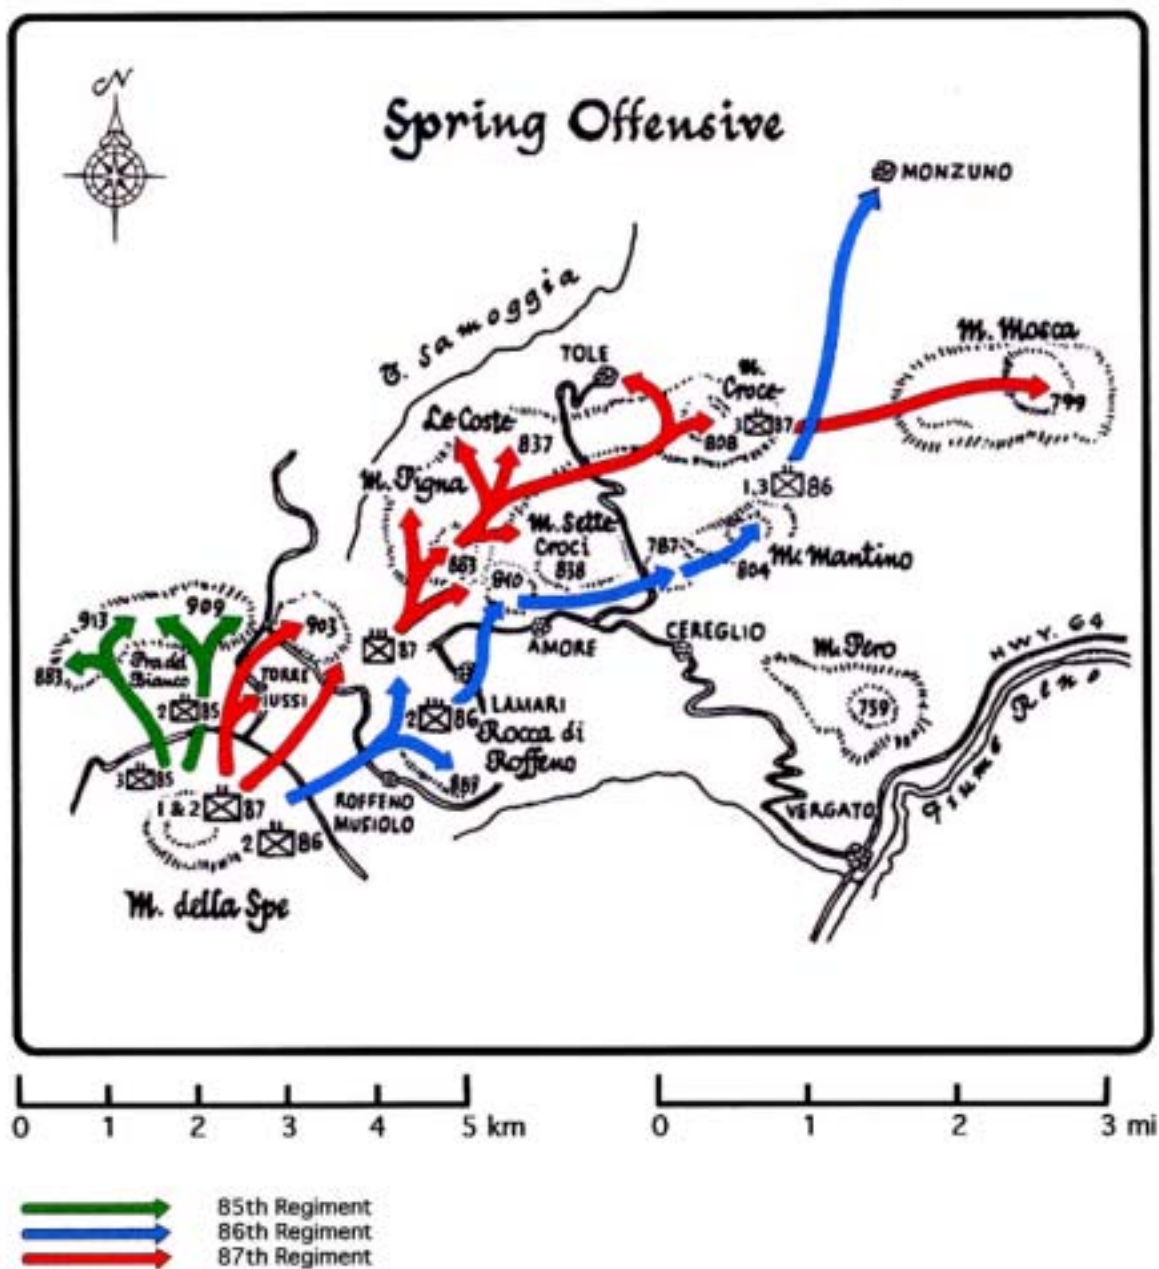 N
Spring Offensive
MONZUNO
T. Samoggia
M. Mosca
799
TOLE
M.
Croce
3 87
808
Le Coste
837
M. Pigna
1,3 86
M. Sette
Croci
838
787
M. Mantino
804
883
910
913
909
903
883
Pra del
Bianco
TORRE
IUSSI
87
AMORE
CEREGLIO
M. Pero
759
HWY. 64
Fiume Reno
2 85
LAMARI
2 86
Rocca di
Roffeno
869
3 85
1 & 2 87
ROFFENO
MUSIOLO
2 86
VERGATO
M. della Spe
0 1 2 3 4 5 km
0 1 2 3 mi
85th Regiment
86th Regiment
87th Regiment